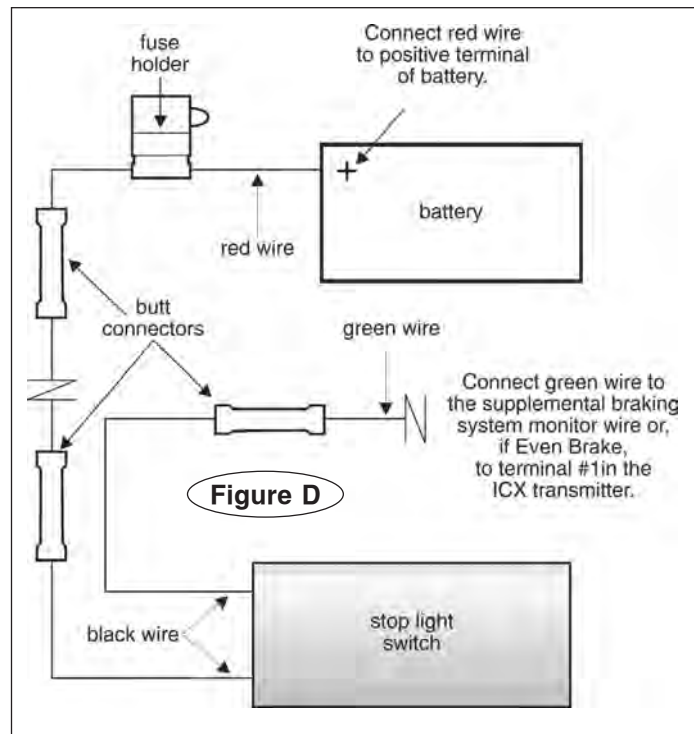 fuse
holder
Connect red wire
to positive terminal
of battery.
+
battery
red wire
butt
connectors
green wire
Connect green wire to
the supplemental braking
system monitor wire or,
if Even Brake,
to terminal #1in the
ICX transmitter.
Figure D
black wire
stop light
switch